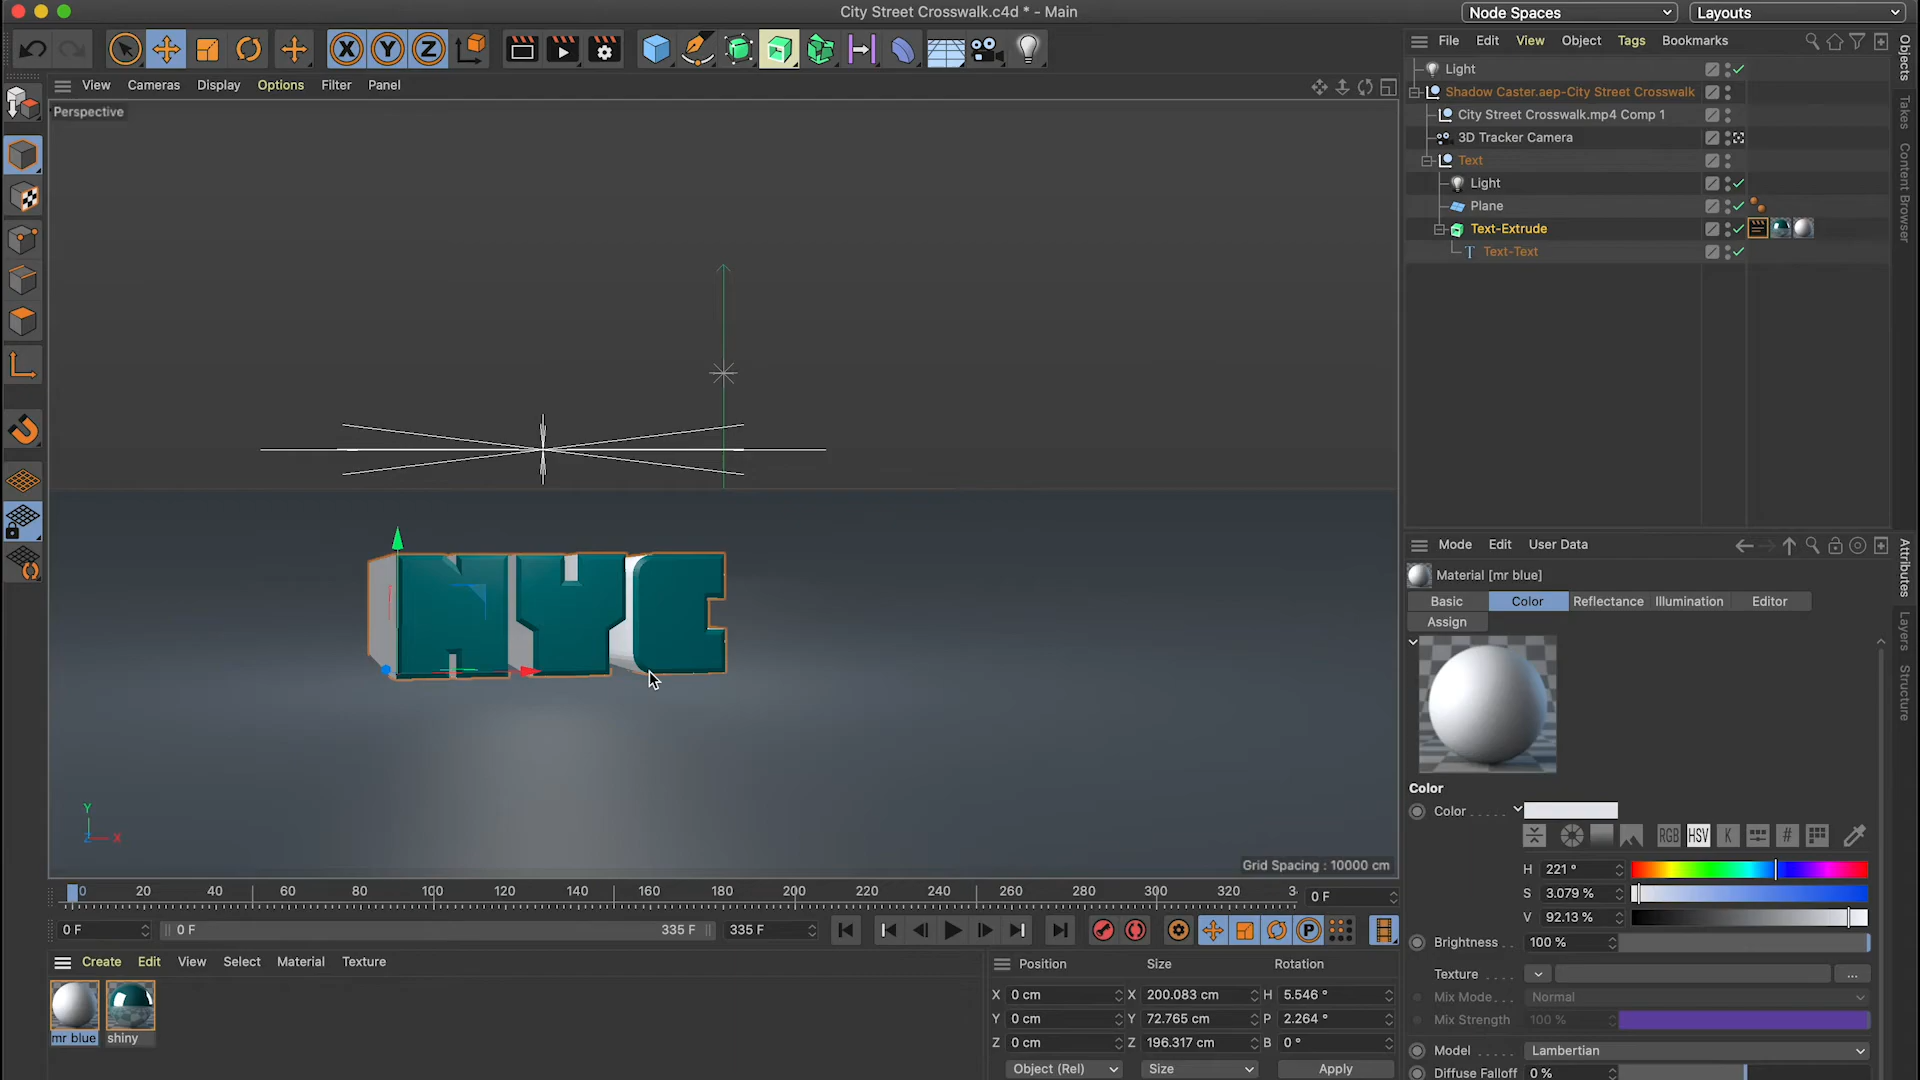 City Street Crosswalk.c4d * - Main
Node Spaces
Layouts
X Y Z
File Edit View Object Tags Bookmarks
View Cameras Display Options Filter Panel
Perspective
Light
Shadow Caster.aep-City Street Crosswalk
City Street Crosswalk.mp4 Comp 1
3D Tracker Camera
Text
Light
Plane
Text-Extrude
Text-Text
Objects
Takes
Content Browser
NYC
Y
Z X
Grid Spacing : 10000 cm
Mode Edit User Data
Material [mr blue]
Basic Color Reflectance Illumination Editor
Assign
Attributes
Layers
Structure
Color
Color
RGB HSV K #
H 221 °
S 3.079 %
V 92.13 %
Brightness 100 %
Texture ...
Mix Mode Normal
Mix Strength 100 %
Model Lambertian
Diffuse Falloff 0 %
0 20 40 60 80 100 120 140 160 180 200 220 240 260 280 300 320 3
0 F
0 F 0 F 335 F 335 F
P
Create Edit View Select Material Texture
mr blue shiny
Position Size Rotation
X 0 cm X 200.083 cm H 5.546 °
Y 0 cm Y 72.765 cm P 2.264 °
Z 0 cm Z 196.317 cm B 0 °
Object (Rel) Size Apply